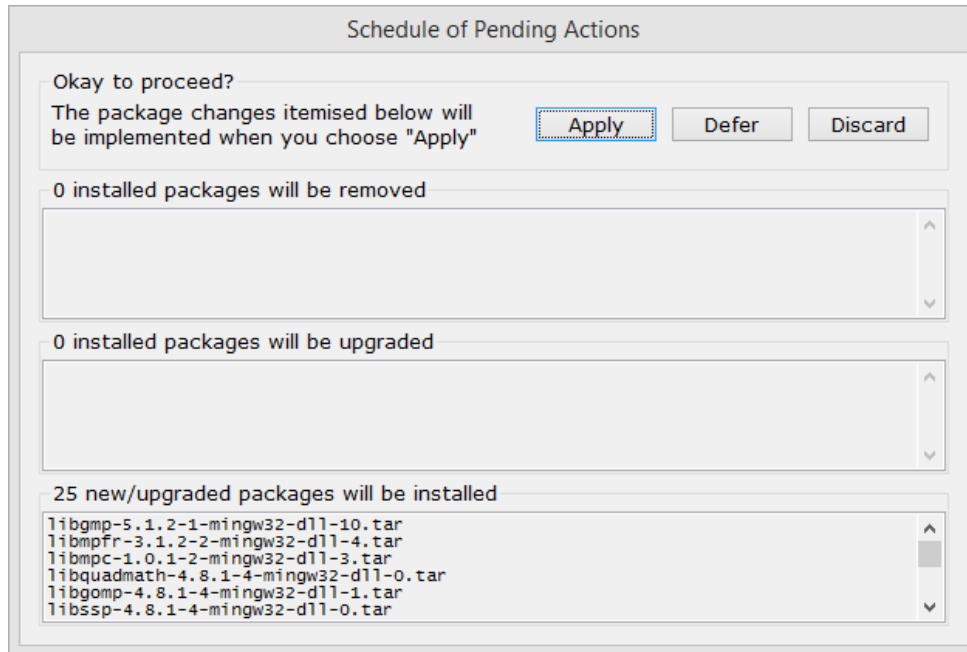 Schedule of Pending Actions
Okay to proceed?
The package changes itemised below will
be implemented when you choose "Apply"
Apply
Defer
Discard
0 installed packages will be removed
0 installed packages will be upgraded
25 new/upgraded packages will be installed
libgmp-5.1.2-1-mingw32-dll-10.tar
libmpfr-3.1.2-2-mingw32-dll-4.tar
libmpc-1.0.1-2-mingw32-dll-3.tar
libquadmath-4.8.1-4-mingw32-dll-0.tar
libgomp-4.8.1-4-mingw32-dll-1.tar
libssp-4.8.1-4-mingw32-dll-0.tar